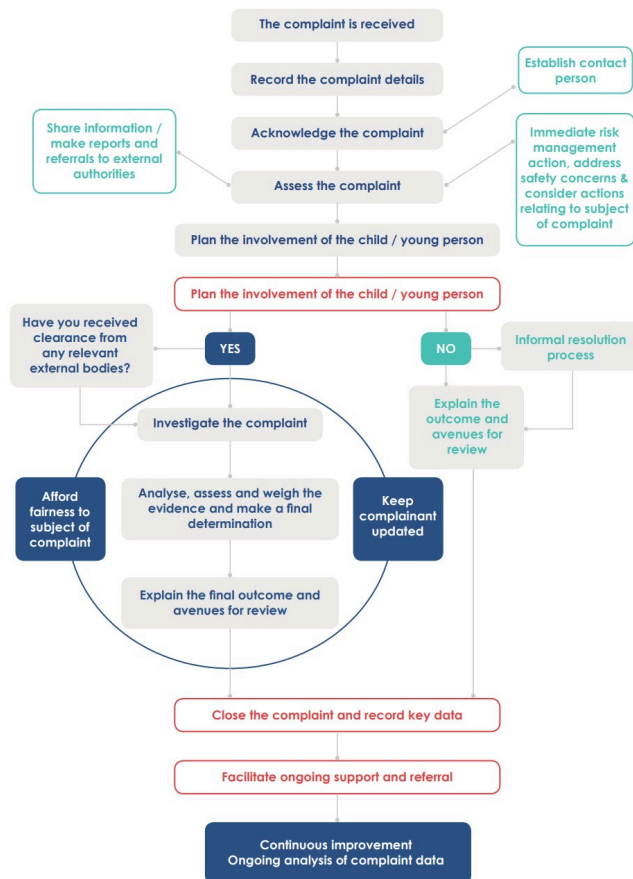 The complaint is received
Record the complaint details
Establish contact
person
Acknowledge the complaint
Share information /
make reports and
referrals to external
authorities
Immediate risk
management
action, address
safety concerns &
consider actions
relating to subject
of complaint
Assess the complaint
Plan the involvement of the child / young person
Plan the involvement of the child / young person
Have you received
clearance from
any relevant
external bodies?
YES
NO
Informal resolution
process
Investigate the complaint
Explain the
outcome and
avenues for
review
Afford
fairness to
subject of
complaint
Analyse, assess and weigh the
evidence and make a final
determination
Keep
complainant
updated
Explain the final outcome and
avenues for review
Close the complaint and record key data
Facilitate ongoing support and referral
Continuous improvement
Ongoing analysis of complaint data